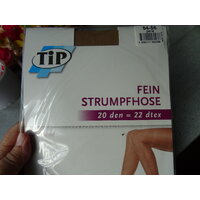 TiP
FEIN
STRUMPFHOSE
20 den = 22 dtex